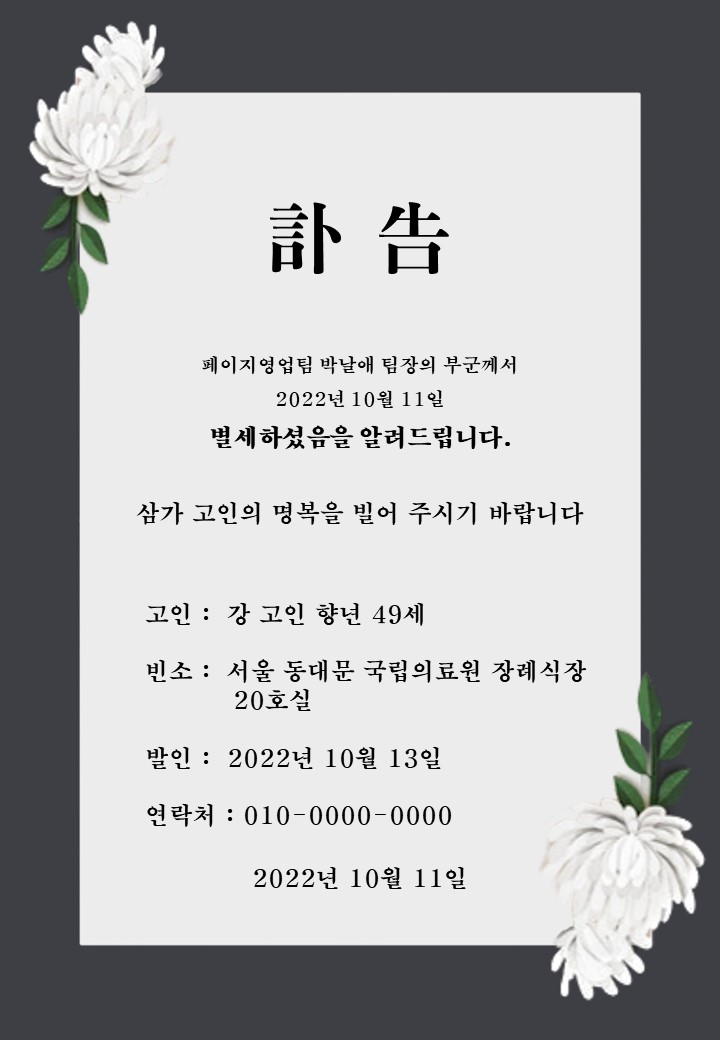 訃 告
페이지영업팀 박날애 팀장의 부군께서
2022년 10월 11일
별세하셨음을 알려드립니다.
삼가 고인의 명복을 빌어 주시기 바랍니다
고인 : 강 고인 향년 49세
빈소 : 서울 동대문 국립의료원 장례식장
20호실
발인 : 2022년 10월 13일
연락처 : 010-0000-0000
2022년 10월 11일